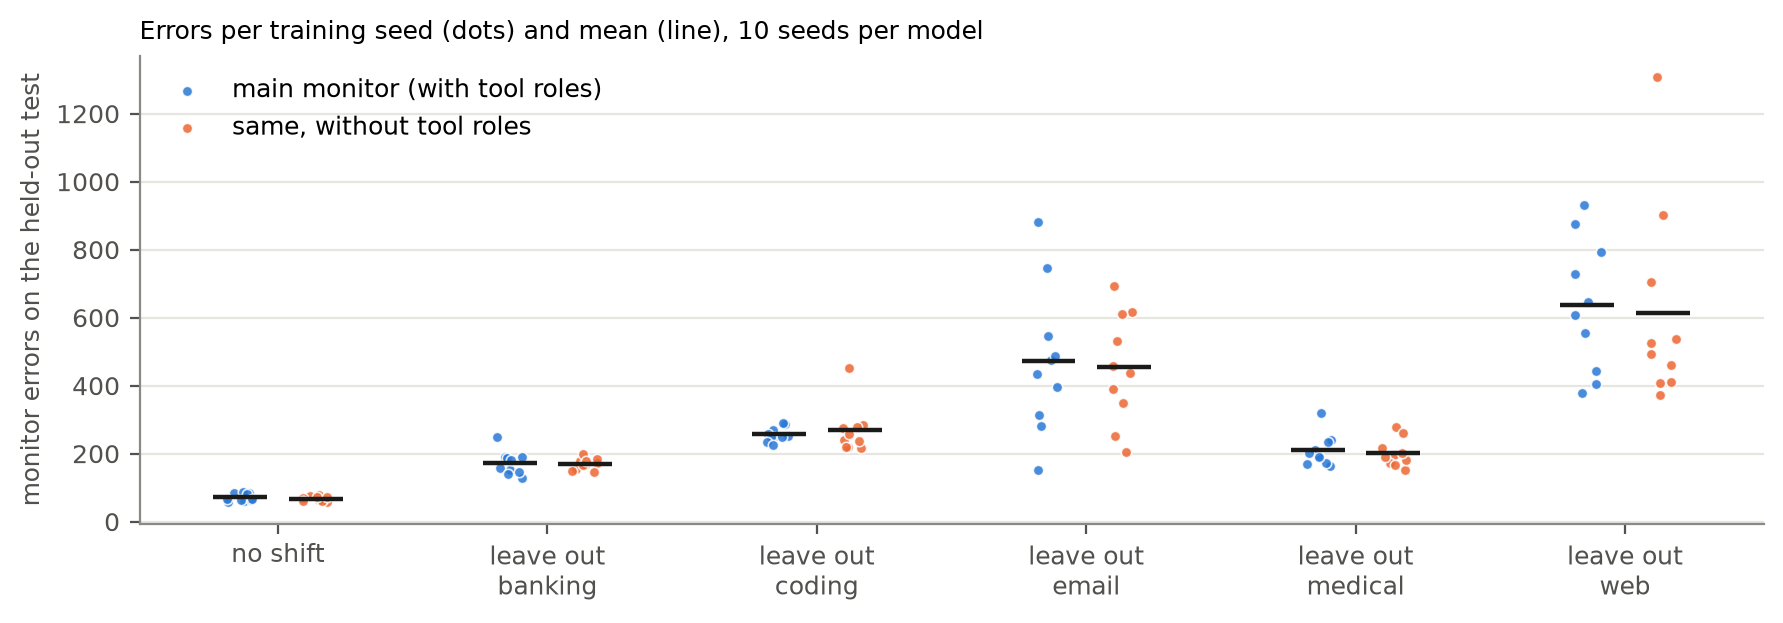 Errors per training seed (dots) and mean (line), 10 seeds per model
main monitor (with tool roles)
same, without tool roles
monitor errors on the held-out test
1200
1000
800
600
400
200
0
no shift
leave out
banking
leave out
coding
leave out
email
leave out
medical
leave out
web